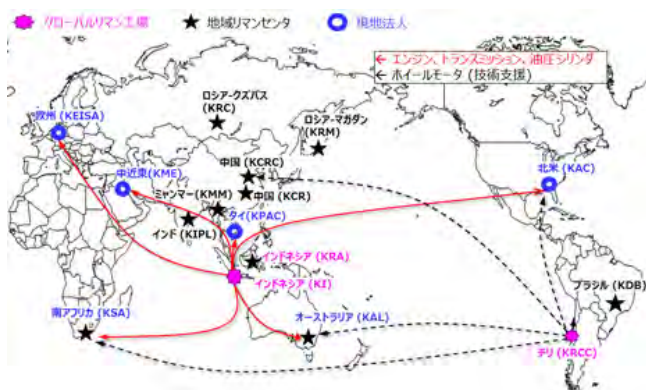 グローバルリマン工場
地域リマンセンタ
現地法人
← エンジン、トランスミッション、油圧シリンダ
← ホイールモータ (技術支援)
ロシア-クズバス
(KRC)
ロシア-マガダン
(KRM)
欧州 (KEISA)
中国 (KCRC)
北米 (KAC)
中近東(KME)
ミャンマー(KMM)
中国 (KCR)
タイ(KPAC)
インド (KIPL)
インドネシア (KRA)
インドネシア (KI)
ブラジル (KDB)
南アフリカ (KSA)
オーストラリア (KAL)
チリ (KRCC)